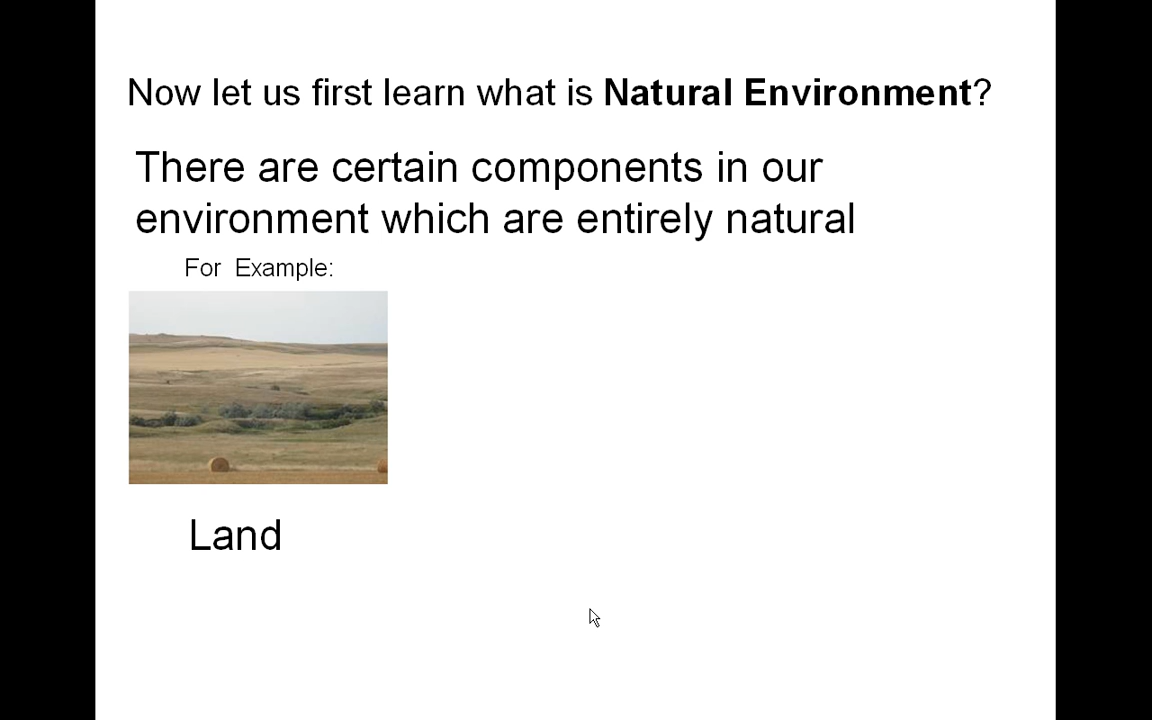 Now let us first learn what is Natural Environment?
There are certain components in our
environment which are entirely natural
For Example:
Land